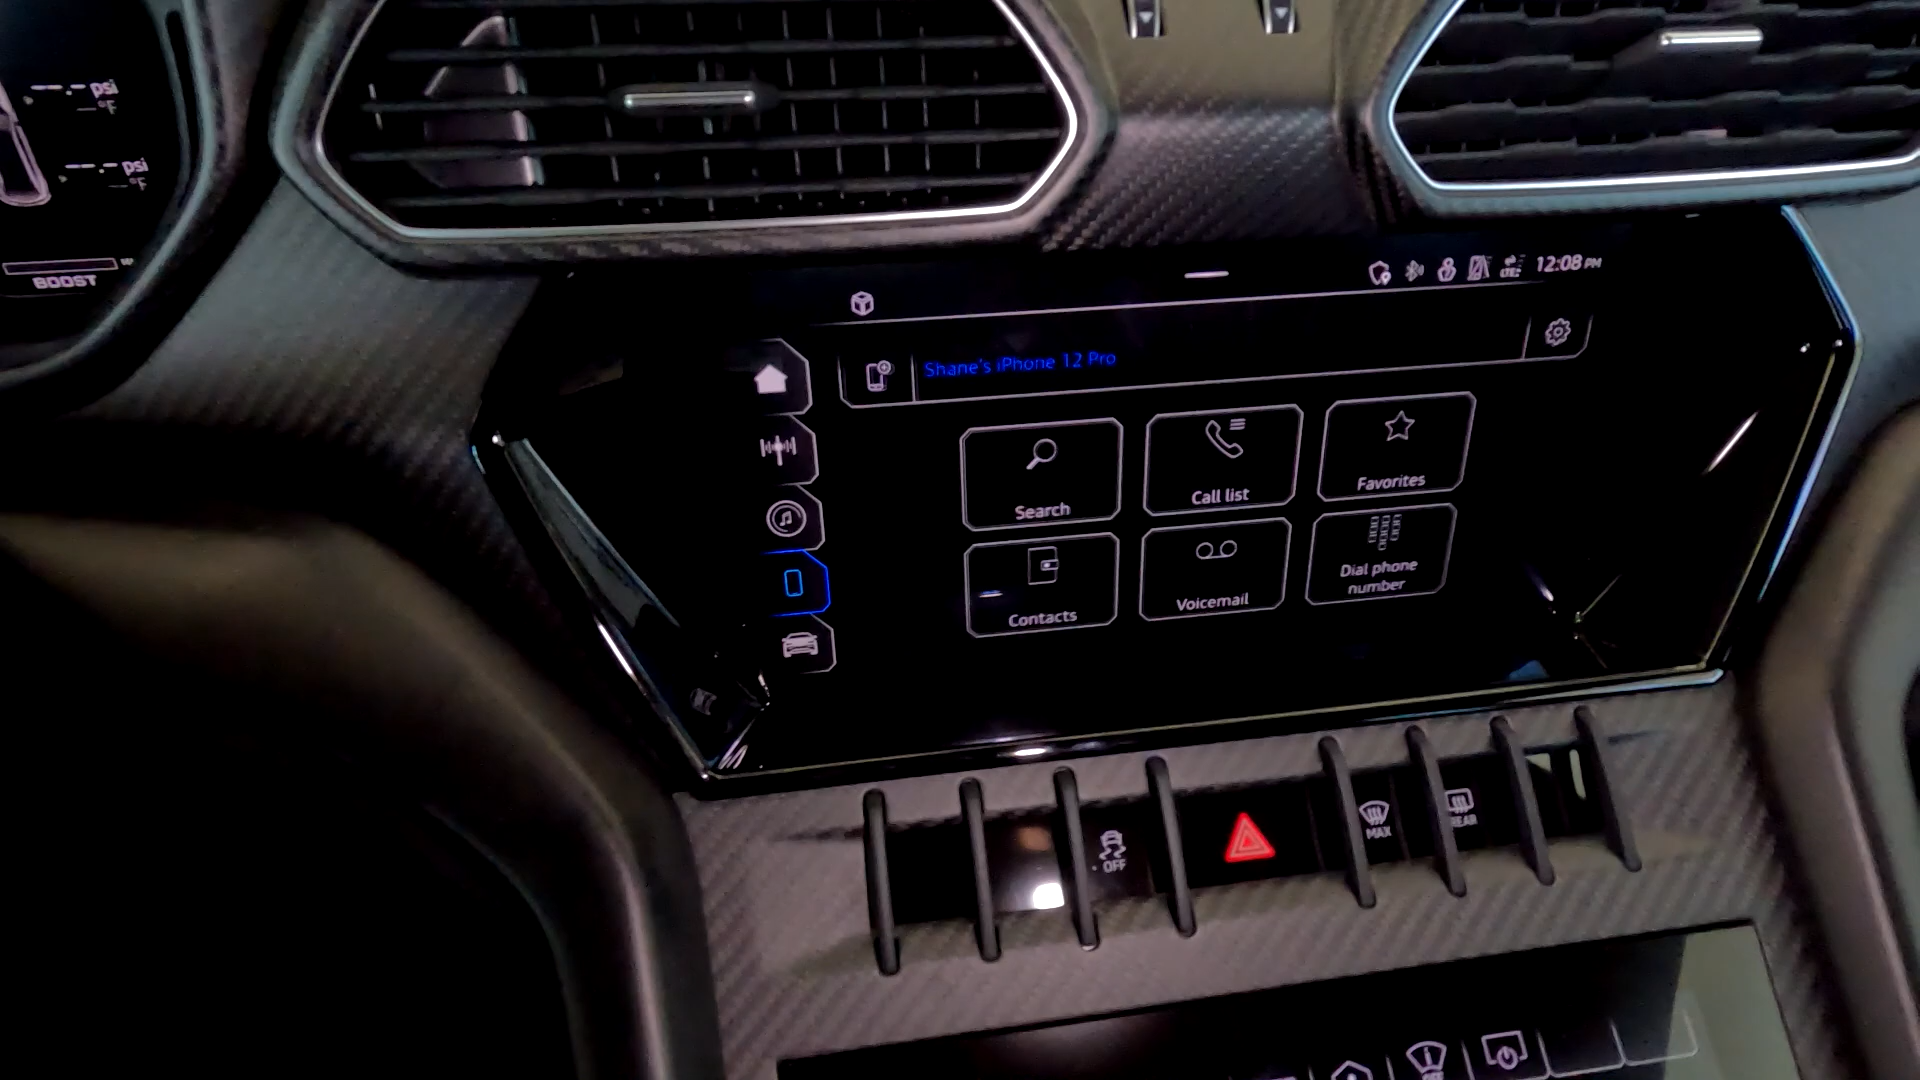 --.- psi
--°F
--.- psi
--°F
BOOST
LTE
12:08 PM
Shane's iPhone 12 Pro
Search
Call list
Favorites
Contacts
Voicemail
Dial phone
number
OFF
MAX
REAR